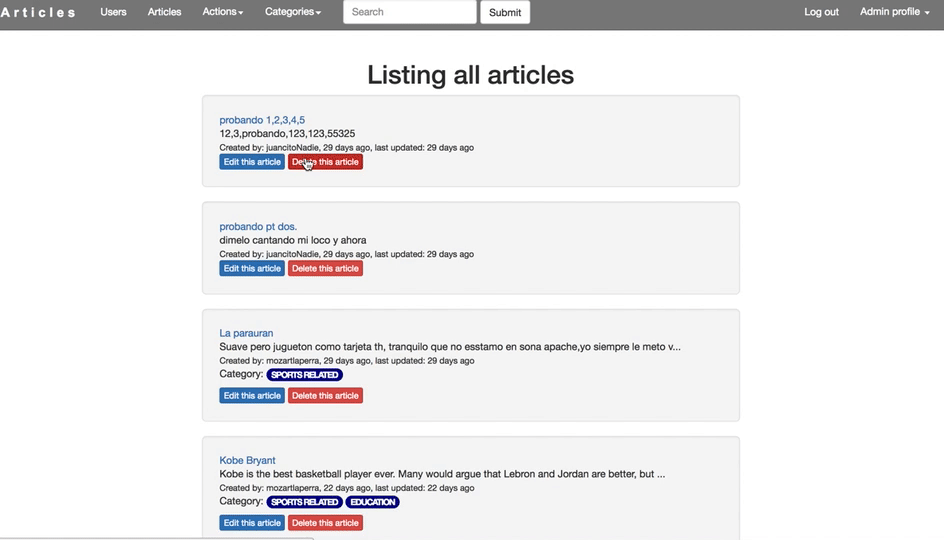 Articles Users Articles Actions Categories Search Submit Log out Admin profile
Listing all articles
probando 1,2,3,4,5
12,3,probando,123,123,55325
Created by: juancitoNadie, 29 days ago, last updated: 29 days ago
Edit this article Delete this article
probando pt dos.
dimelo cantando mi loco y ahora
Created by: juancitoNadie, 29 days ago, last updated: 29 days ago
Edit this article Delete this article
La parauran
Suave pero jugueton como tarjeta th, tranquilo que no esstamo en sona apache,yo siempre le meto v...
Created by: mozartlaperra, 29 days ago, last updated: 29 days ago
Category: SPORTS RELATED
Edit this article Delete this article
Kobe Bryant
Kobe is the best basketball player ever. Many would argue that Lebron and Jordan are better, but ...
Created by: mozartlaperra, 22 days ago, last updated: 22 days ago
Category: SPORTS RELATED EDUCATION
Edit this article Delete this article